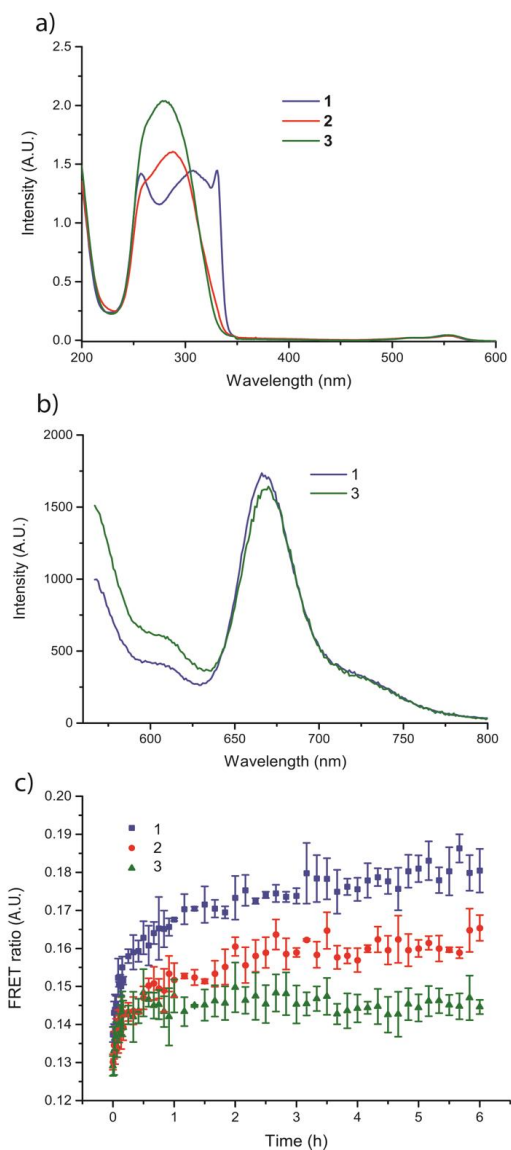 a)
2.5
2.0
1.5
1.0
0.5
0.0
Intensity (A.U.)
1
2
3
200 300 400 500 600
Wavelength (nm)
b)
2000
1500
1000
500
0
Intensity (A.U.)
1
3
600 650 700 750 800
Wavelength (nm)
c)
0.20
0.19
0.18
0.17
0.16
0.15
0.14
0.13
0.12
FRET ratio (A.U.)
1
2
3
0 1 2 3 4 5 6
Time (h)